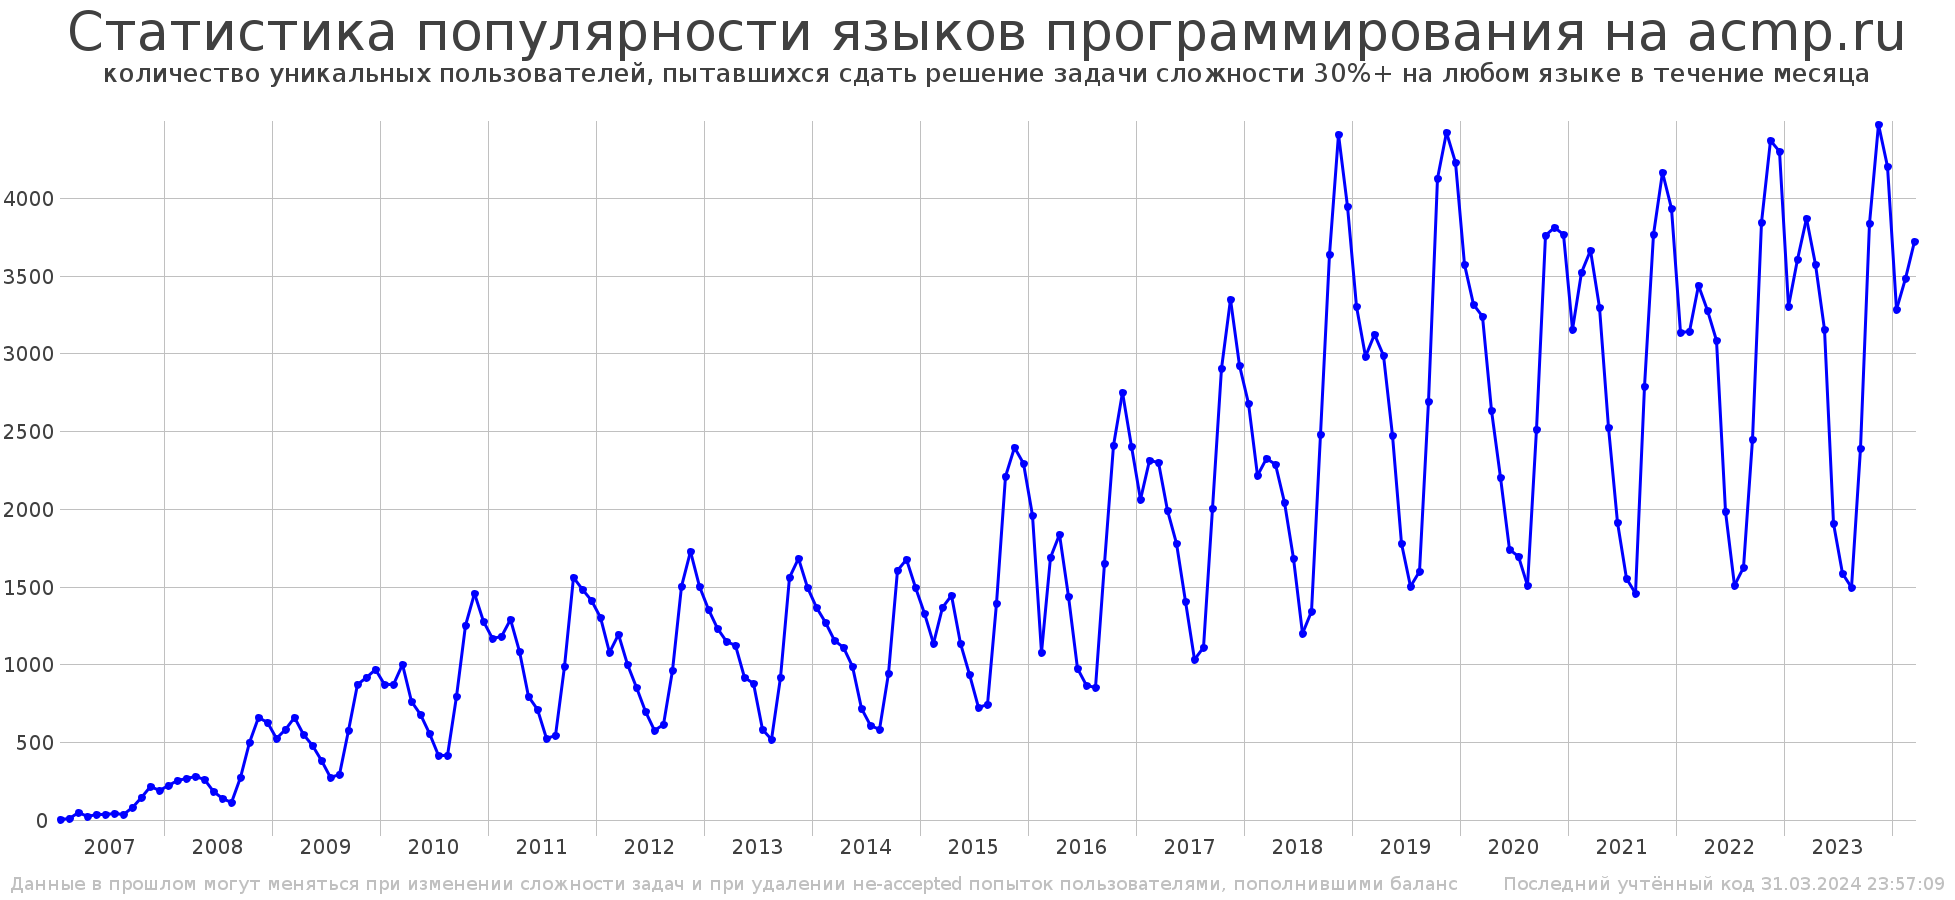 Статистика популярности языков программирования на acmp.ru
количество уникальных пользователей, пытавшихся сдать решение задачи сложности 30%+ на любом языке в течение месяца
4000
3500
3000
2500
2000
1500
1000
500
0
2007 2008 2009 2010 2011 2012 2013 2014 2015 2016 2017 2018 2019 2020 2021 2022 2023
Данные в прошлом могут меняться при изменении сложности задач и при удалении не-accepted попыток пользователями, пополнившими баланс Последний учтённый код 31.03.2024 23:57:09